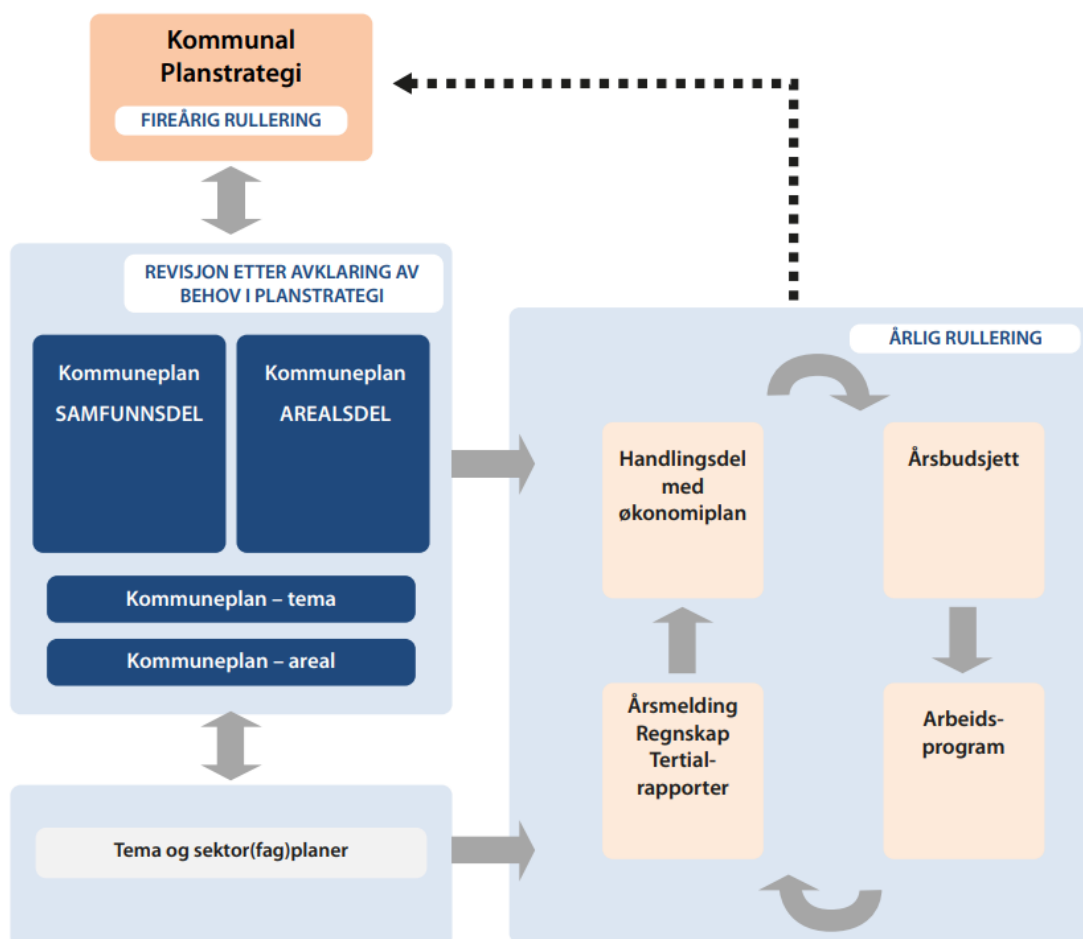 Kommunal
Planstrategi
FIREÅRIG RULLERING
REVISJON ETTER AVKLARING AV
BEHOV I PLANSTRATEGI
Kommuneplan
SAMFUNNSDEL
Kommuneplan
AREALSDEL
Kommuneplan – tema
Kommuneplan – areal
Tema og sektor(fag)planer
ÅRLIG RULLERING
Handlingsdel
med
økonomiplan
Årsbudsjett
Årsmelding
Regnskap
Tertial-
rapporter
Arbeids-
program